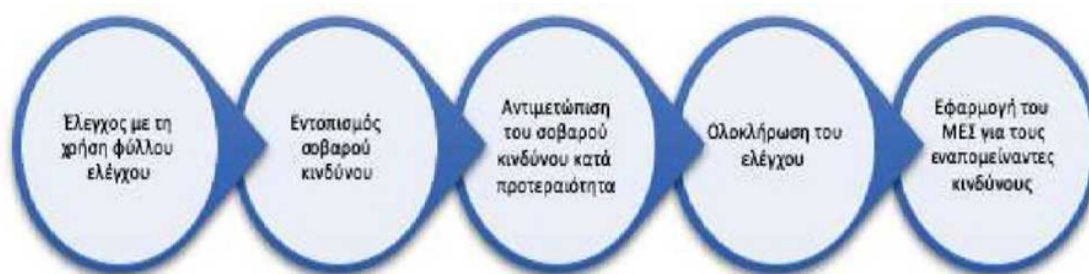 Έλεγχος με τη
χρήση φύλλου
ελέγχου
Εντοπισμός
σοβαρού
κινδύνου
Αντιμετώπιση
του σοβαρού
κινδύνου κατά
προτεραιότητα
Ολοκλήρωση του
ελέγχου
Εφαρμογή του
ΜΕΣ για τους
εναπομείναντες
κινδύνους